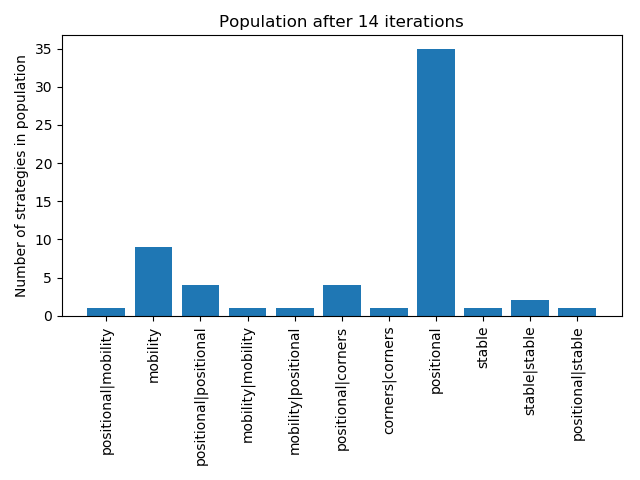 Population after 14 iterations
Number of strategies in population
35
30
25
20
15
10
5
0
positional|mobility
mobility
positional|positional
mobility|mobility
mobility|positional
positional|corners
corners|corners
positional
stable
stable|stable
positional|stable